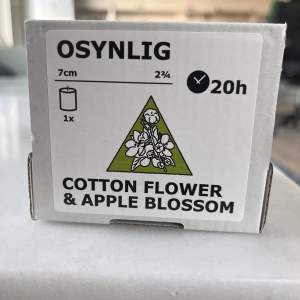 OSYNLIG
7cm 2¾
20h
1x
COTTON FLOWER
& APPLE BLOSSOM